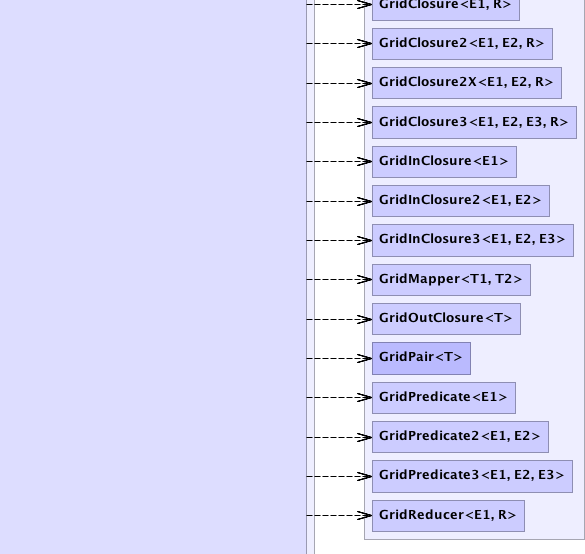 GridClosure<E1, R>
GridClosure2<E1, E2, R>
GridClosure2X<E1, E2, R>
GridClosure3<E1, E2, E3, R>
GridInClosure<E1>
GridInClosure2<E1, E2>
GridInClosure3<E1, E2, E3>
GridMapper<T1, T2>
GridOutClosure<T>
GridPair<T>
GridPredicate<E1>
GridPredicate2<E1, E2>
GridPredicate3<E1, E2, E3>
GridReducer<E1, R>